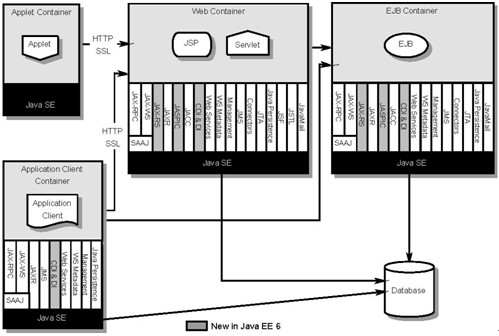 Applet Container
Applet
Java SE
HTTP
SSL
Web Container
JSP
Servlet
JAX-RPC
JAX-WS
SAAJ
JAX-RS
JAXR
JASPIC
JACC
CDI & DI
Web Services
WS Metadata
Management
JMS
Connectors
JTA
Java Persistence
JSF
JSTL
JavaMail
Java SE
EJB Container
EJB
JAX-RPC
JAX-WS
SAAJ
JAX-RS
JAXR
JASPIC
JACC
CDI & DI
Web Services
WS Metadata
Management
JMS
Connectors
JTA
Java Persistence
JavaMail
Java SE
HTTP
SSL
Application Client
Container
Application
Client
JAX-RPC
JAX-WS
SAAJ
JAXR
JMS
CDI & DI
Web Services
WS Metadata
Management
Java Persistence
Java SE
Database
New in Java EE 6